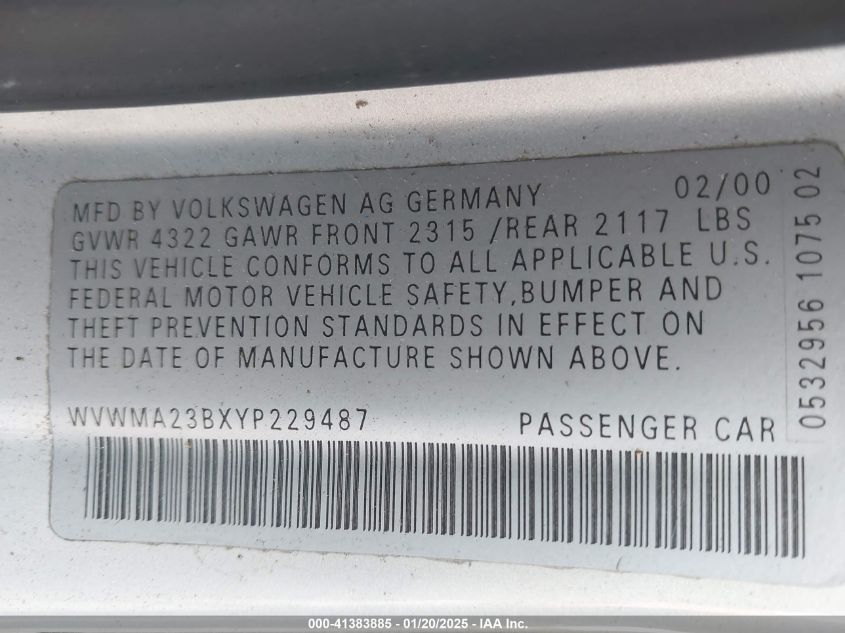 MFD BY VOLKSWAGEN AG GERMANY 02/00
GVWR 4322 GAWR FRONT 2315 /REAR 2117 LBS
THIS VEHICLE CONFORMS TO ALL APPLICABLE U.S.
FEDERAL MOTOR VEHICLE SAFETY,BUMPER AND
THEFT PREVENTION STANDARDS IN EFFECT ON
THE DATE OF MANUFACTURE SHOWN ABOVE.
WVWMA23BXYP229487 PASSENGER CAR
0532956 1075 02
000-41383885 - 01/20/2025 - IAA Inc.